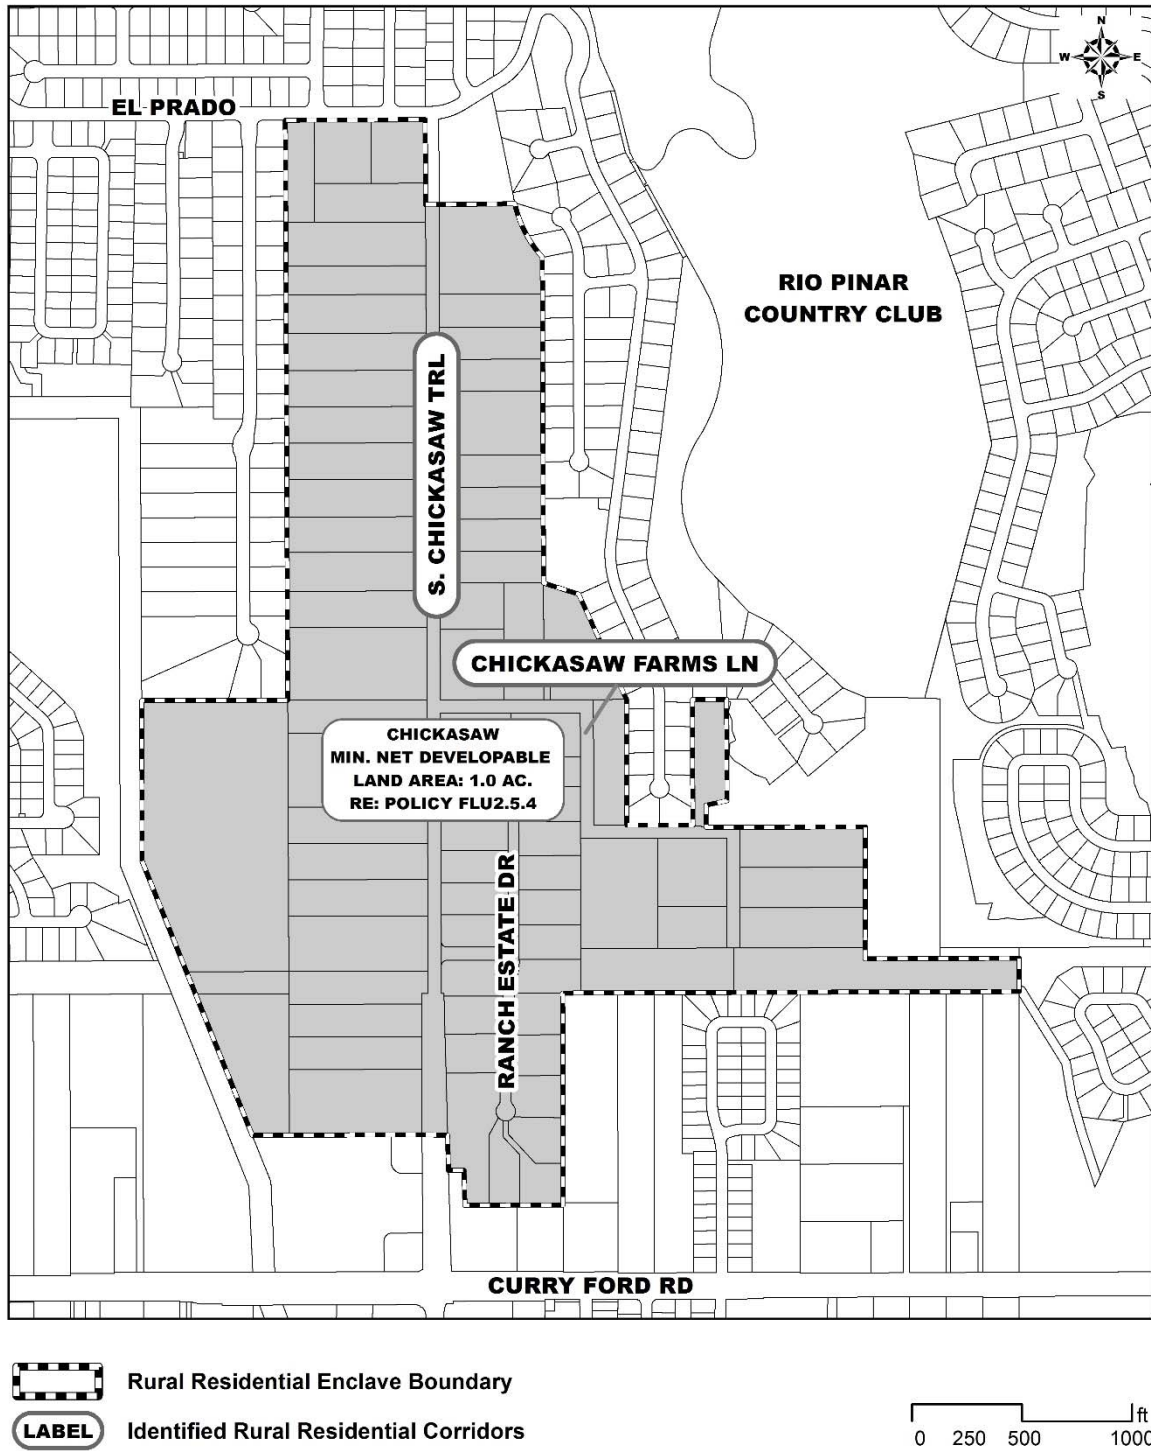 N
W E
S
EL PRADO
RIO PINAR
COUNTRY CLUB
S. CHICKASAW TRL
CHICKASAW FARMS LN
CHICKASAW
MIN. NET DEVELOPABLE
LAND AREA: 1.0 AC.
RE: POLICY FLU2.5.4
RANCH ESTATE DR
CURRY FORD RD
Rural Residential Enclave Boundary
LABEL Identified Rural Residential Corridors
ft
0 250 500 1000